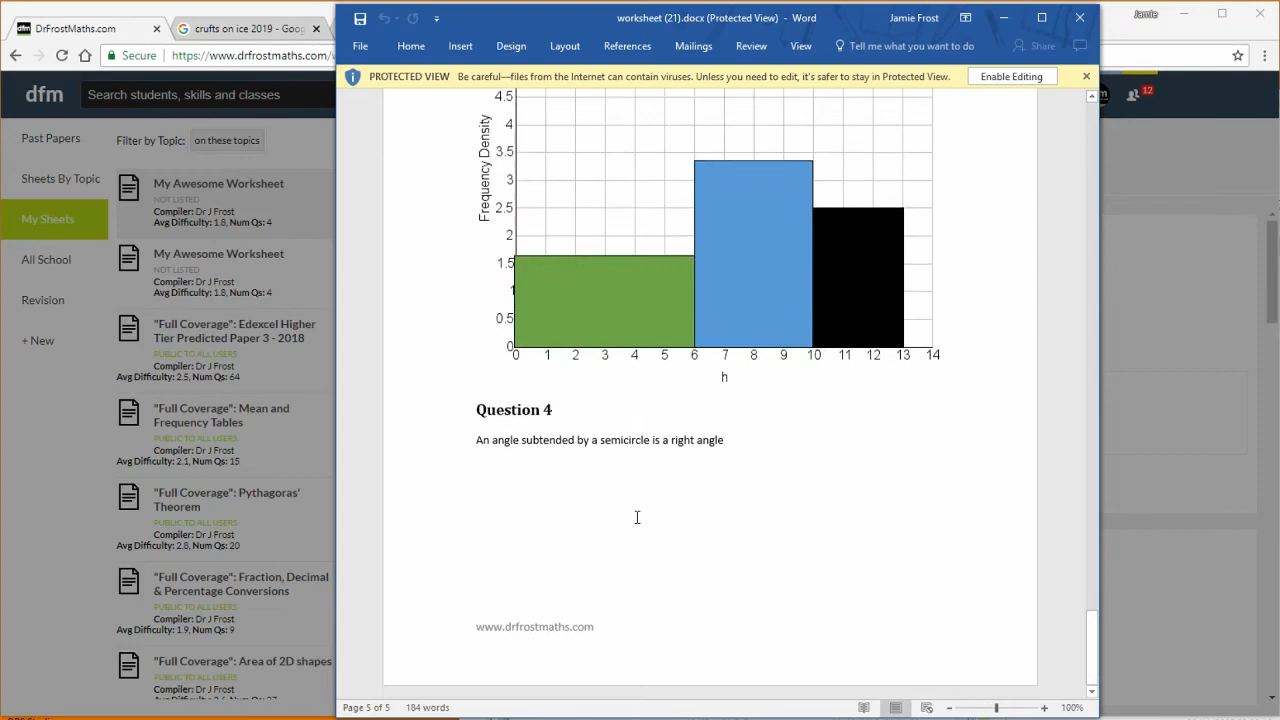 DrFrostMaths.com
crufts on ice 2019 - Goog
worksheet (21).docx (Protected View) - Word
Jamie Frost
Jamie
File Home Insert Design Layout References Mailings Review View Tell me what you want to do Share
Secure https://www.drfrostmaths.com/
PROTECTED VIEW Be careful—files from the Internet can contain viruses. Unless you need to edit, it's safer to stay in Protected View. Enable Editing
dfm
Search students, skills and classes
12
Past Papers
Sheets By Topic
My Sheets
All School
Revision
+ New
Filter by Topic: on these topics
My Awesome Worksheet
NOT LISTED
Compiler: Dr J Frost
Avg Difficulty: 1.8, Num Qs: 4
My Awesome Worksheet
NOT LISTED
Compiler: Dr J Frost
Avg Difficulty: 1.8, Num Qs: 4
"Full Coverage": Edexcel Higher
Tier Predicted Paper 3 - 2018
PUBLIC TO ALL USERS
Compiler: Dr J Frost
Avg Difficulty: 2.5, Num Qs: 64
"Full Coverage": Mean and
Frequency Tables
PUBLIC TO ALL USERS
Compiler: Dr J Frost
Avg Difficulty: 2.1, Num Qs: 15
"Full Coverage": Pythagoras'
Theorem
PUBLIC TO ALL USERS
Compiler: Dr J Frost
Avg Difficulty: 2.8, Num Qs: 20
"Full Coverage": Fraction, Decimal
& Percentage Conversions
PUBLIC TO ALL USERS
Compiler: Dr J Frost
Avg Difficulty: 1.9, Num Qs: 9
"Full Coverage": Area of 2D shapes
PUBLIC TO ALL USERS
Compiler: Dr J Frost
Frequency Density
4.5
4
3.5
3
2.5
2
1.5
1
0.5
0
0 1 2 3 4 5 6 7 8 9 10 11 12 13 14
h
Question 4
An angle subtended by a semicircle is a right angle
www.drfrostmaths.com
Page 5 of 5 184 words
100%